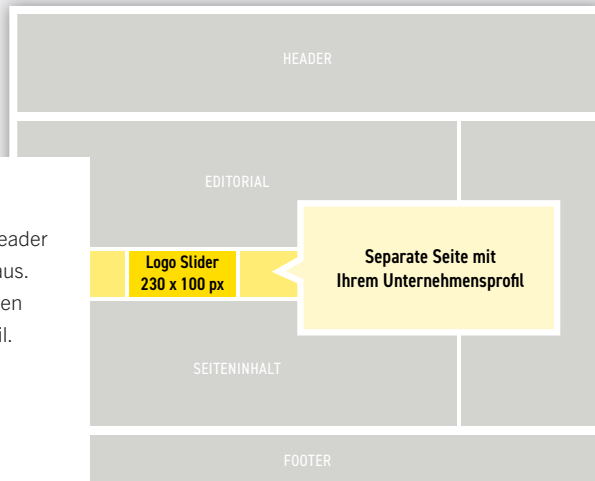 HEADER
EDITORIAL
Logo Slider
230 x 100 px
Separate Seite mit
Ihrem Unternehmensprofil
SEITENINHALT
FOOTER